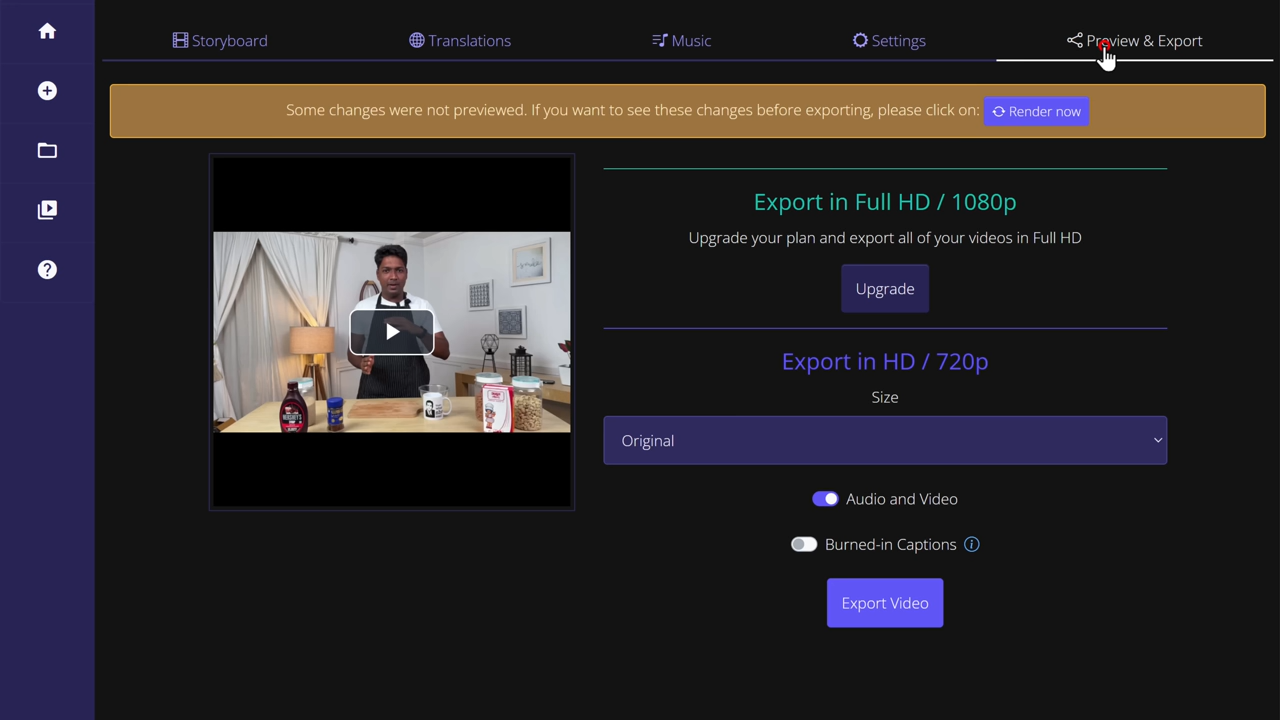 Storyboard
Translations
Music
Settings
Preview & Export
Some changes were not previewed. If you want to see these changes before exporting, please click on:
Render now
Export in Full HD / 1080p
Upgrade your plan and export all of your videos in Full HD
Upgrade
Export in HD / 720p
Size
Original
Audio and Video
Burned-in Captions
Export Video
HERSHEY'S